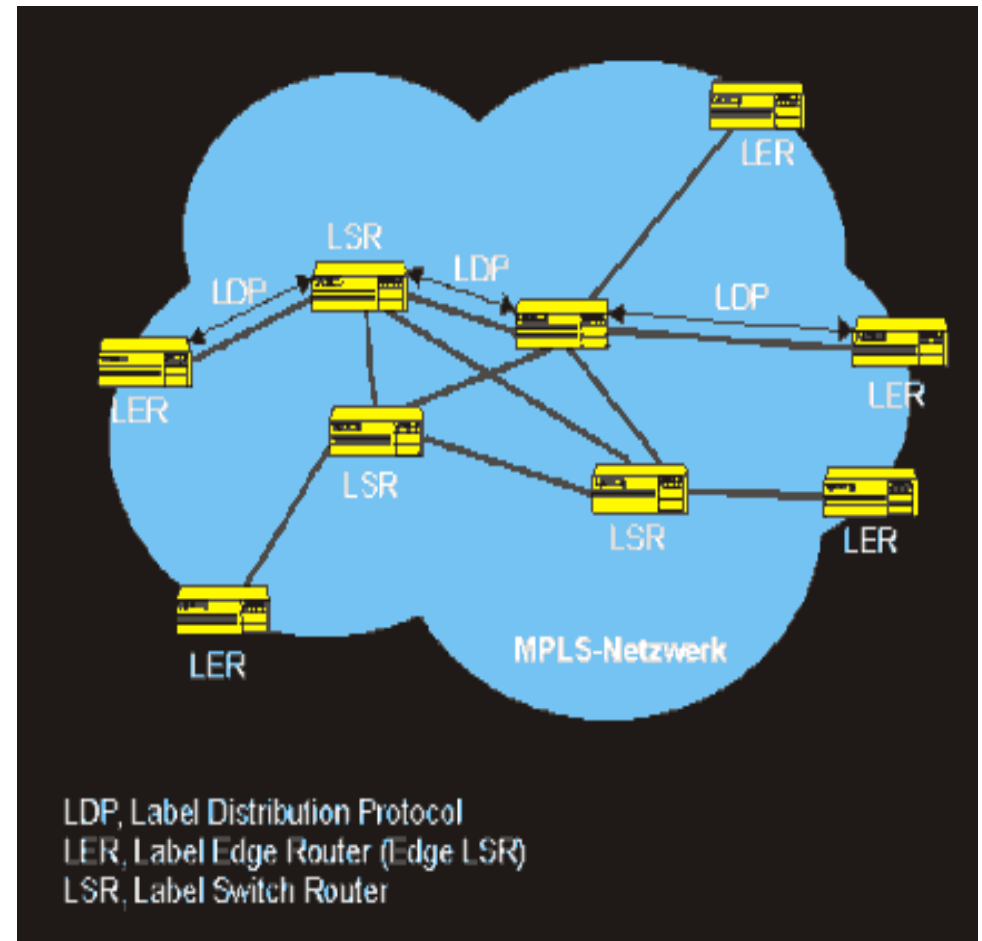 LER
LSR
LDP
LDP
LDP
LER
LER
LSR
LSR
LER
LER
MPLS-Netzwerk
LDP, Label Distribution Protocol
LER, Label Edge Router (Edge LSR)
LSR, Label Switch Router